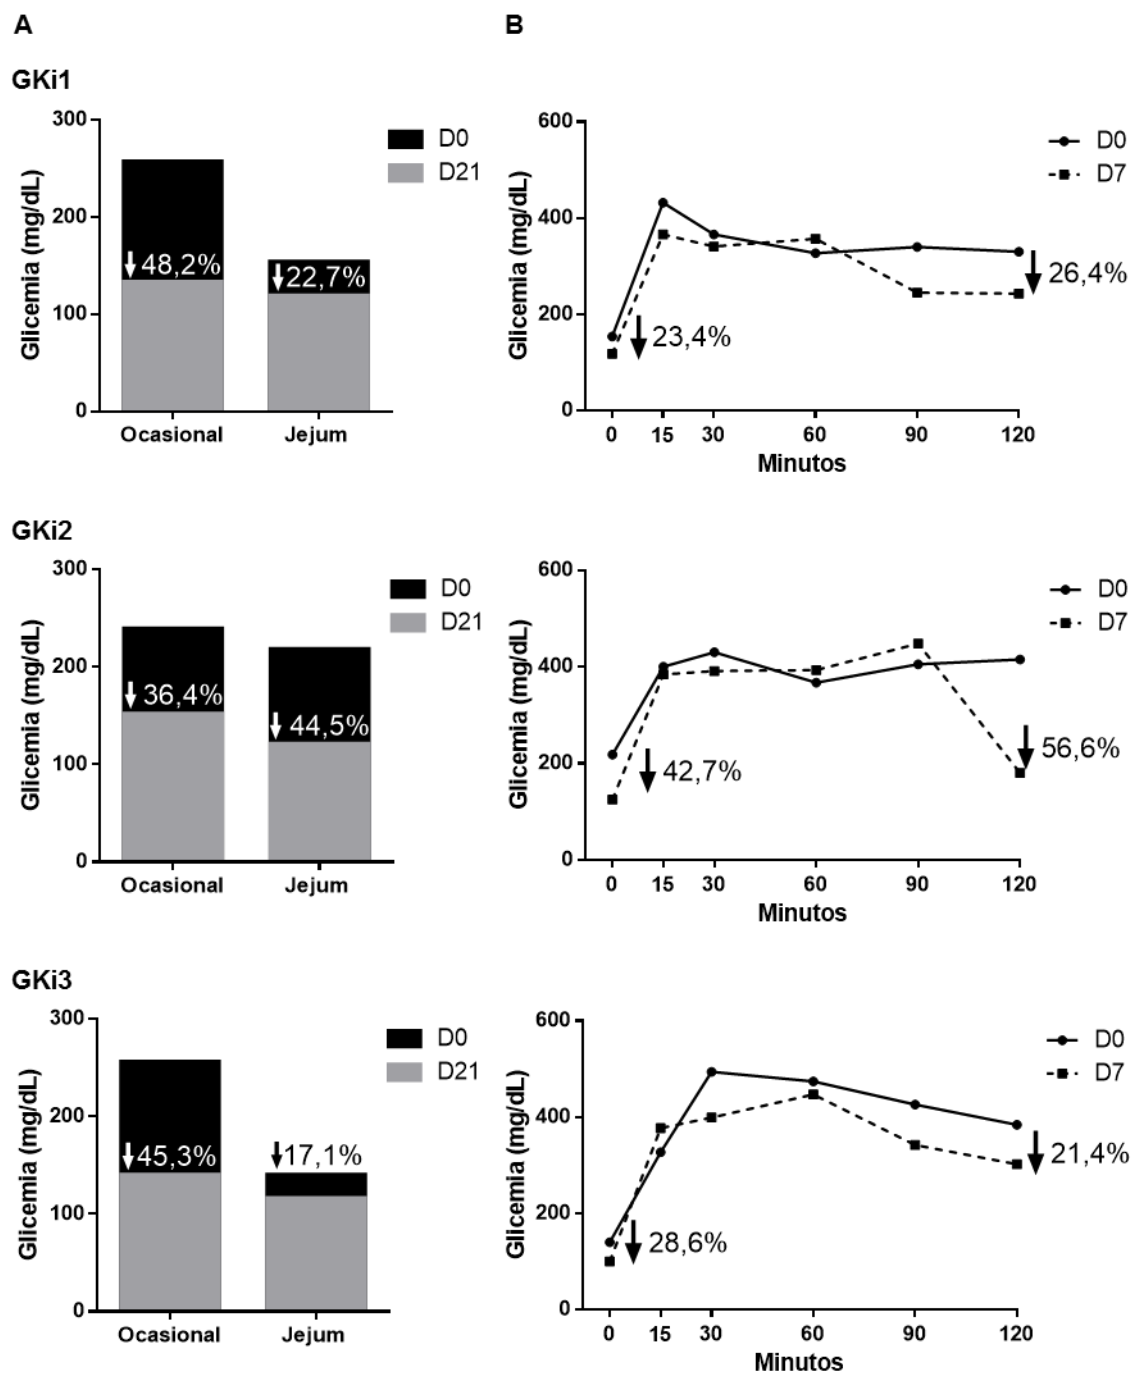 A
B
GKi1
Glicemia (mg/dL)
300
200
100
0
48,2%
22,7%
Ocasional
Jejum
D0
D21
Glicemia (mg/dL)
600
400
200
0
23,4%
26,4%
0 15 30 60 90 120
Minutos
D0
D7
GKi2
Glicemia (mg/dL)
300
200
100
0
36,4%
44,5%
Ocasional
Jejum
D0
D21
Glicemia (mg/dL)
600
400
200
0
42,7%
56,6%
0 15 30 60 90 120
Minutos
D0
D7
GKi3
Glicemia (mg/dL)
300
200
100
0
45,3%
17,1%
Ocasional
Jejum
D0
D21
Glicemia (mg/dL)
600
400
200
0
28,6%
21,4%
0 15 30 60 90 120
Minutos
D0
D7